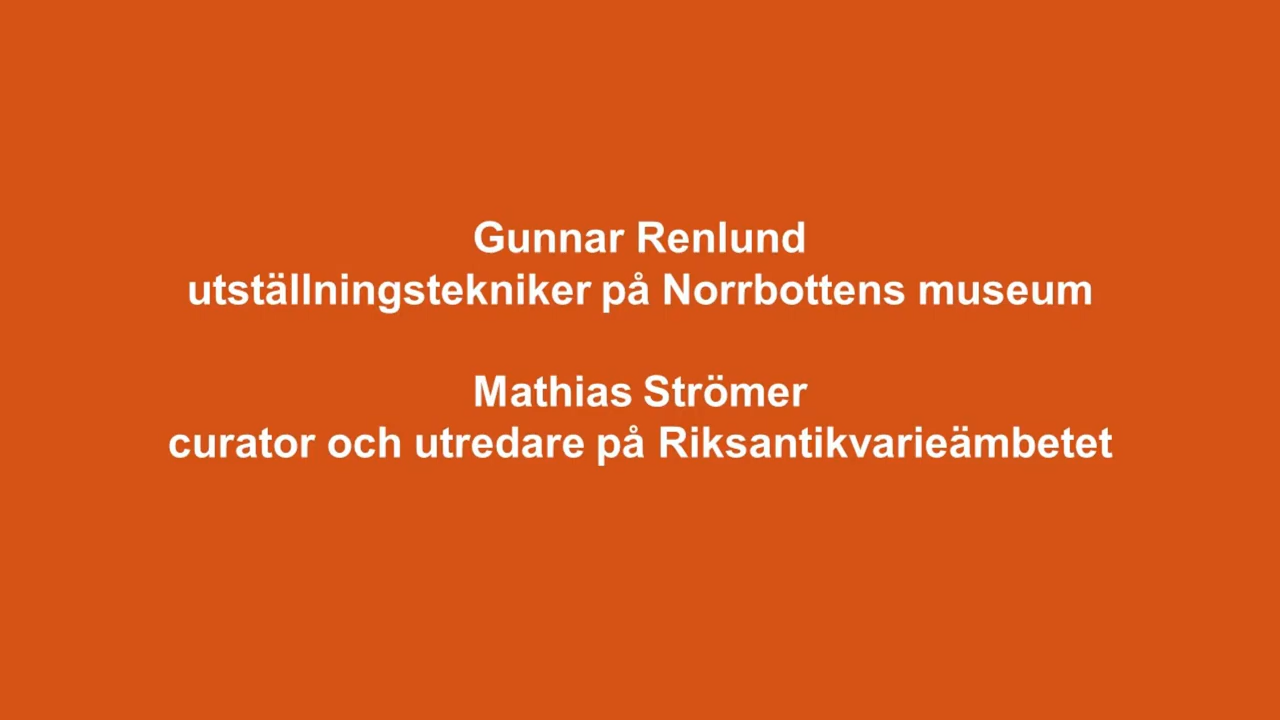 Gunnar Renlund
utställningstekniker på Norrbottens museum
Mathias Strömer
curator och utredare på Riksantikvarieämbetet